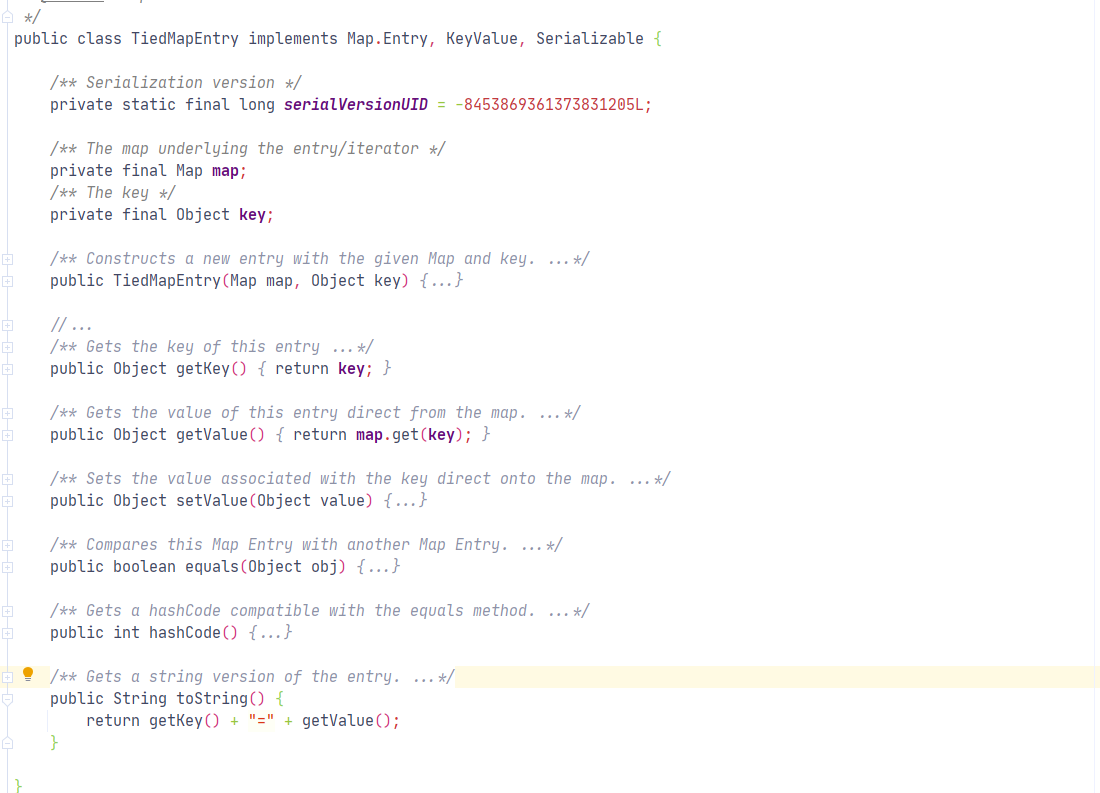 */
public class TiedMapEntry implements Map.Entry, KeyValue, Serializable {
/** Serialization version */
private static final long serialVersionUID = -8453869361373831205L;
/** The map underlying the entry/iterator */
private final Map map;
/** The key */
private final Object key;
/** Constructs a new entry with the given Map and key. ...*/
public TiedMapEntry(Map map, Object key) {...}
//...
/** Gets the key of this entry ...*/
public Object getKey() { return key; }
/** Gets the value of this entry direct from the map. ...*/
public Object getValue() { return map.get(key); }
/** Sets the value associated with the key direct onto the map. ...*/
public Object setValue(Object value) {...}
/** Compares this Map Entry with another Map Entry. ...*/
public boolean equals(Object obj) {...}
/** Gets a hashCode compatible with the equals method. ...*/
public int hashCode() {...}
/** Gets a string version of the entry. ...*/
public String toString() {
return getKey() + "=" + getValue();
}
}